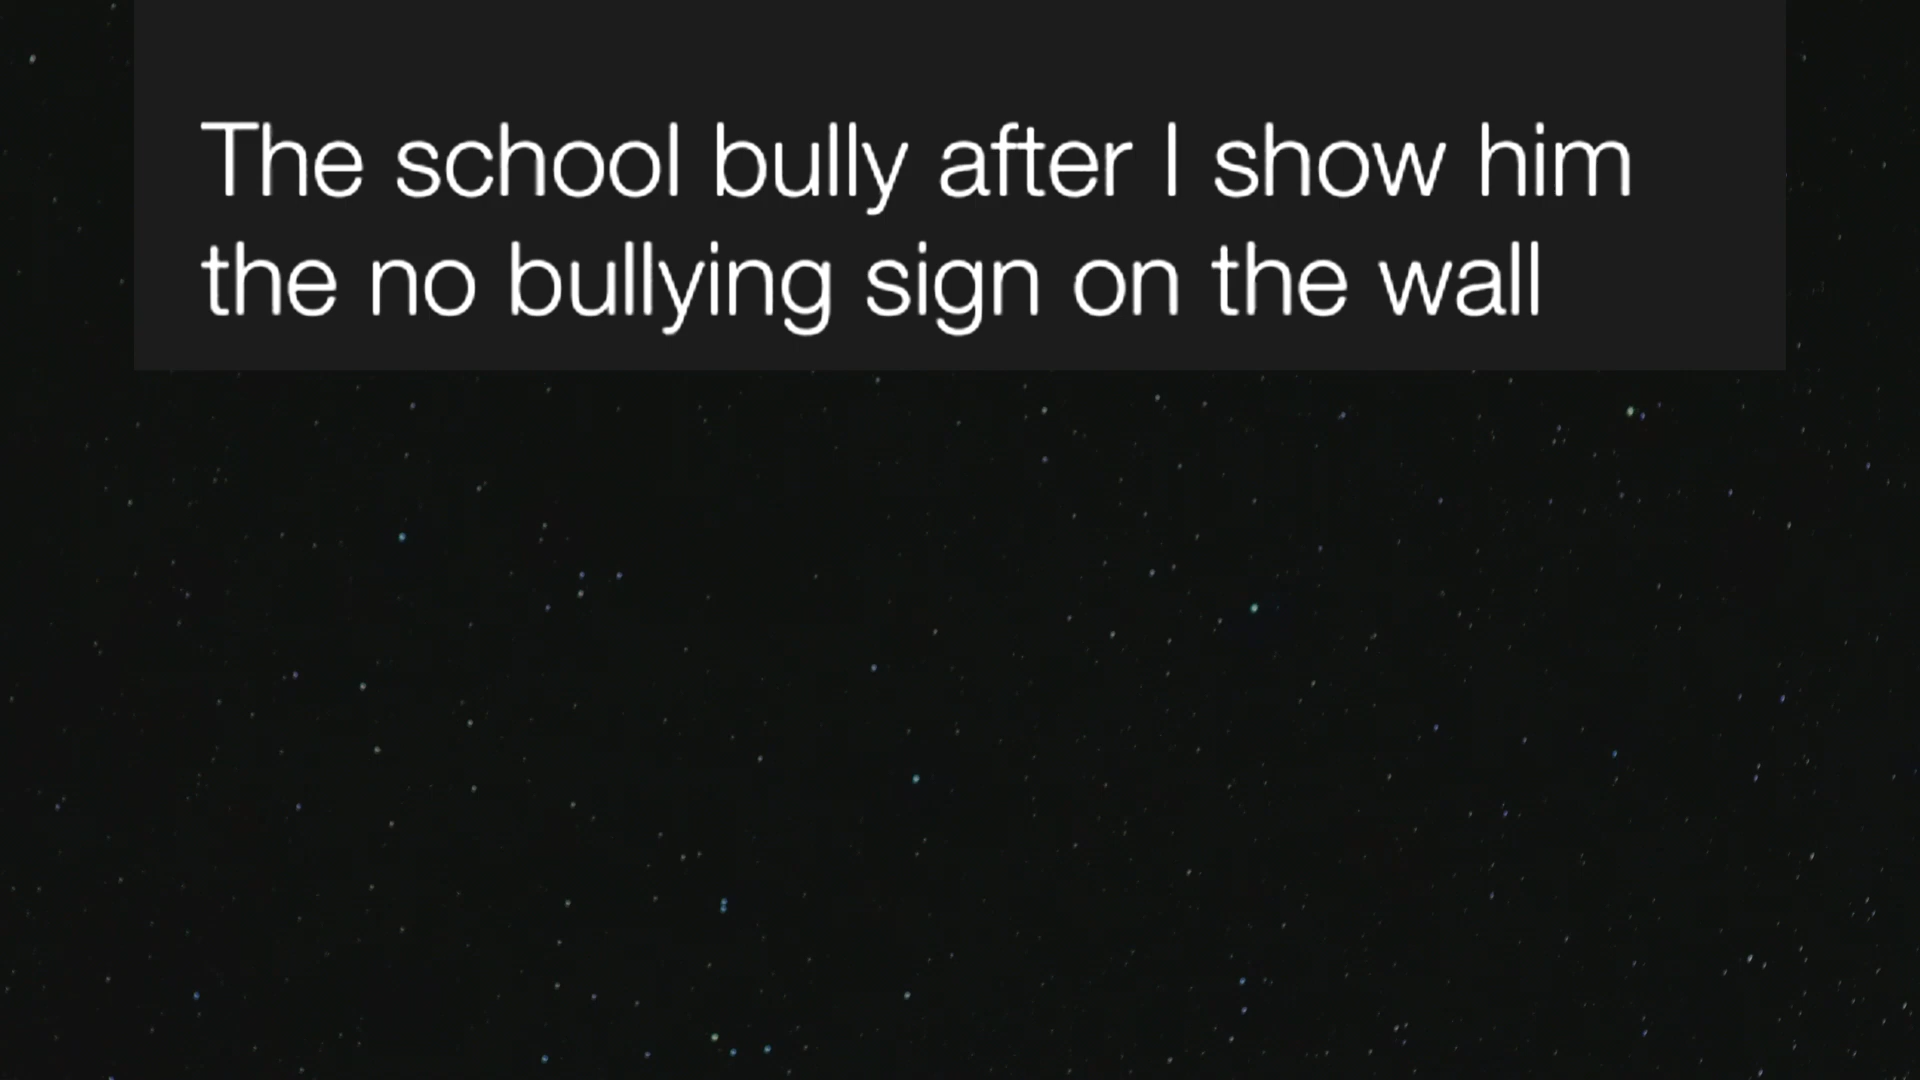 The school bully after I show him
the no bullying sign on the wall